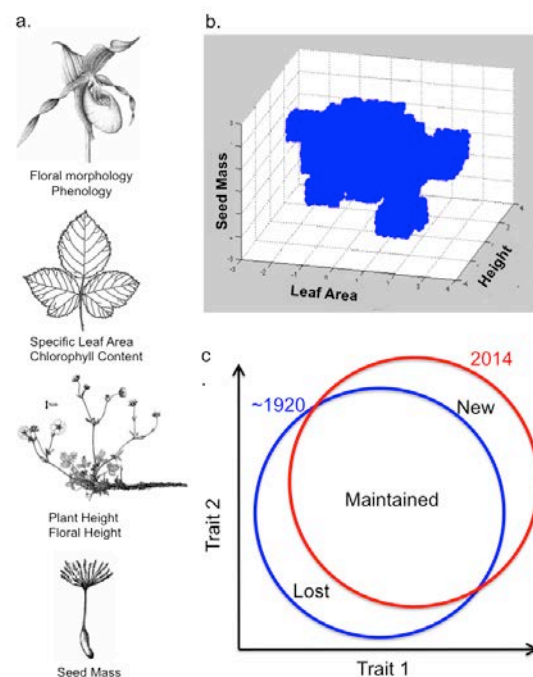 a.
Floral morphology
Phenology
Specific Leaf Area
Chlorophyll Content
Plant Height
Floral Height
Seed Mass
b.
Seed Mass
Leaf Area
Height
c
.
2014
~1920
New
Maintained
Lost
Trait 2
Trait 1